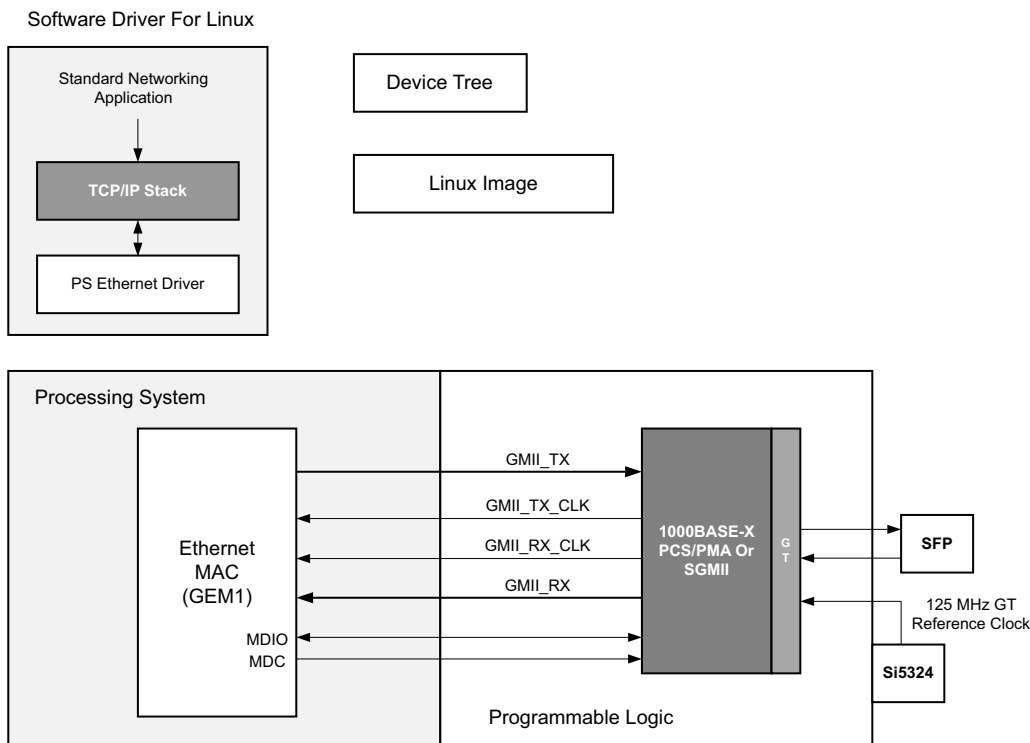 Software Driver For Linux
Standard Networking
Application
TCP/IP Stack
PS Ethernet Driver
Device Tree
Linux Image
Processing System
Ethernet
MAC
(GEM1)
MDIO
MDC
GMII_TX
GMII_TX_CLK
GMII_RX_CLK
GMII_RX
1000BASE-X
PCS/PMA Or
SGMII
G
T
SFP
125 MHz GT
Reference Clock
Si5324
Programmable Logic